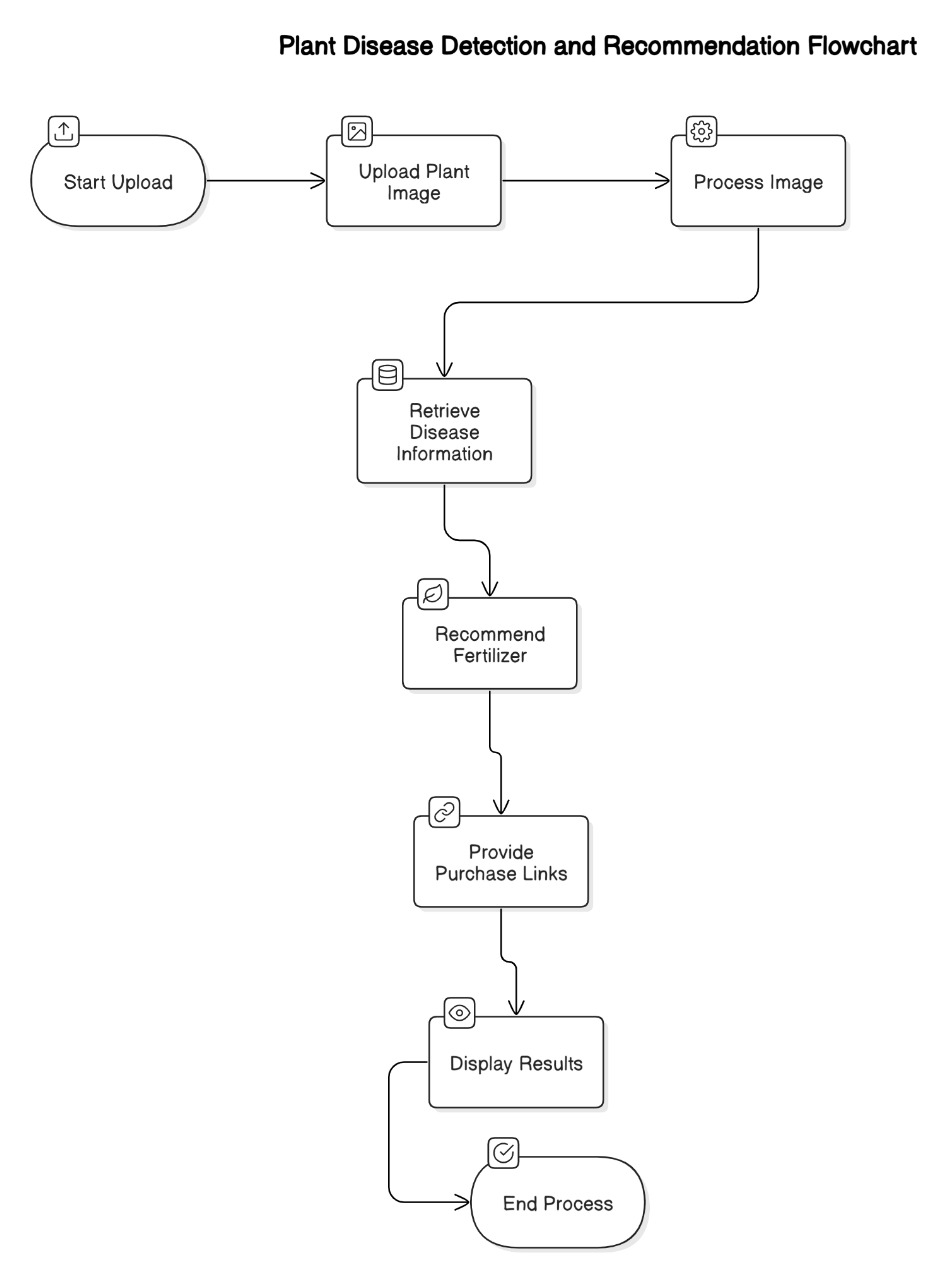 Plant Disease Detection and Recommendation Flowchart
Start Upload
Upload Plant
Image
Process Image
Retrieve
Disease
Information
Recommend
Fertilizer
Provide
Purchase Links
Display Results
End Process